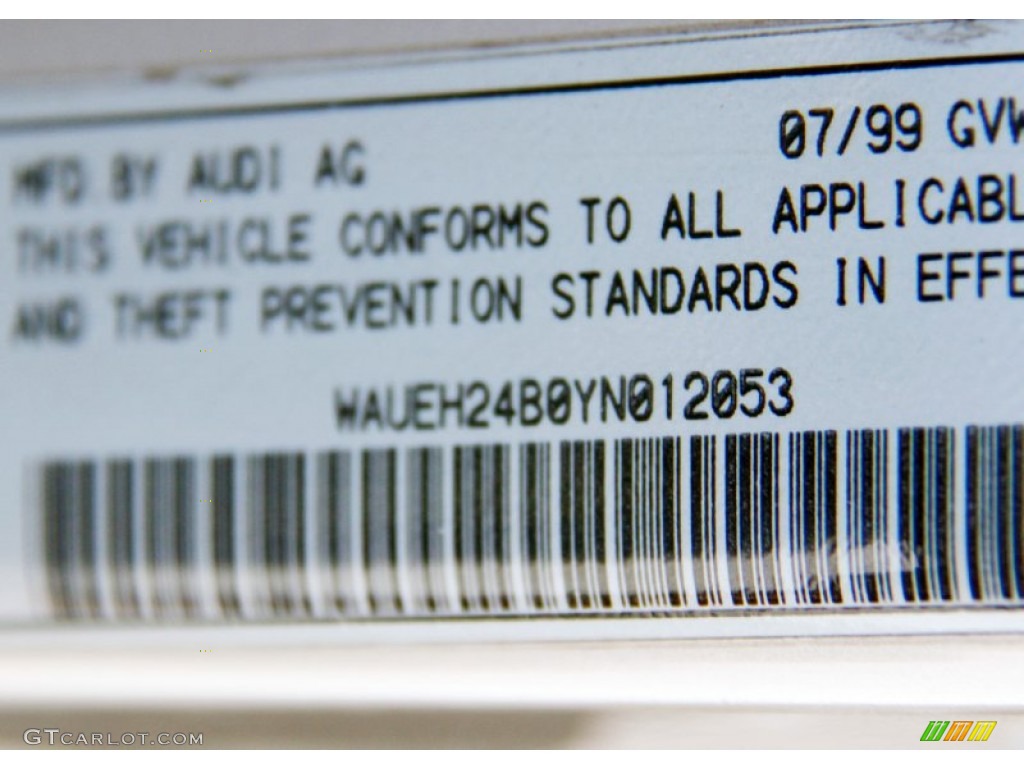 07/99 GVW
MFD BY AUDI AG
THIS VEHICLE CONFORMS TO ALL APPLICABL
AND THEFT PREVENTION STANDARDS IN EFFE
WAUEH24B0YN012053
GTCARLOT.COM